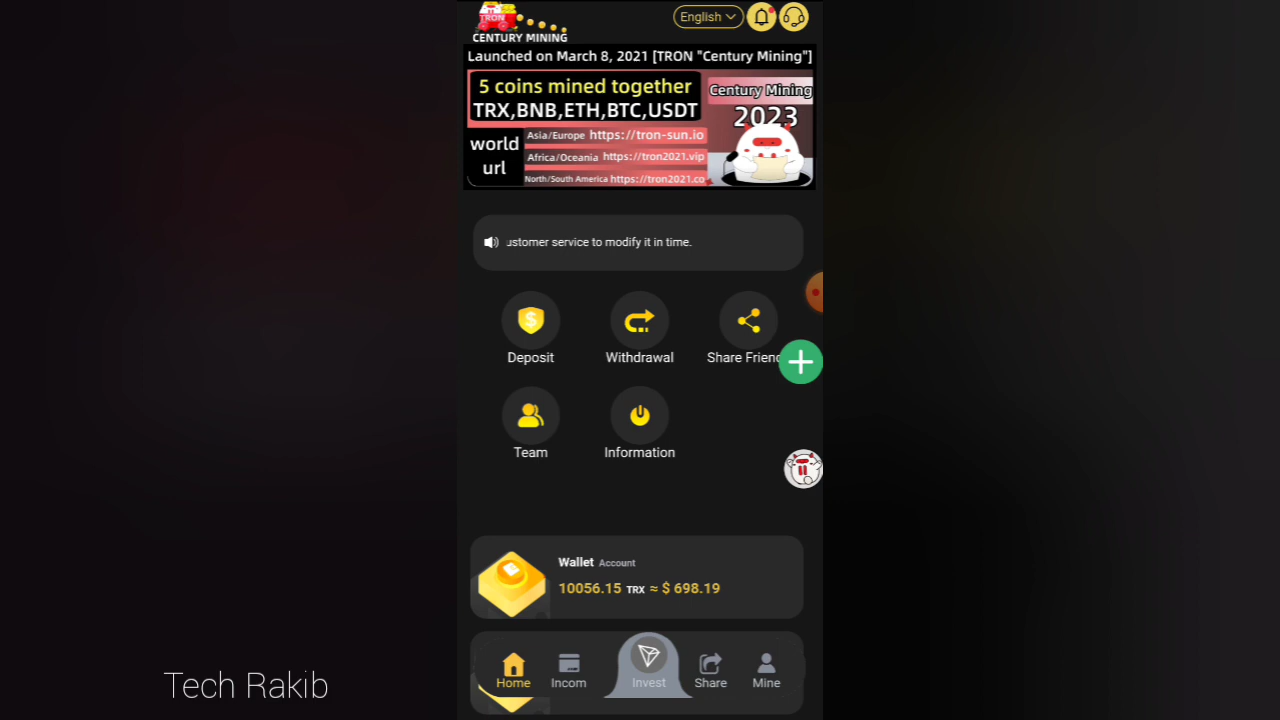 TRON
CENTURY MINING
English
Launched on March 8, 2021 [TRON "Century Mining"]
5 coins mined together
TRX,BNB,ETH,BTC,USDT
Century Mining
2023
world
url
Asia/Europe https://tron-sun.io
Africa/Oceania https://tron2021.vip
North/South America https://tron2021.co
ustomer service to modify it in time.
Deposit
Withdrawal
Share Frienc
Team
Information
Wallet Account
10056.15 TRX ≈ $ 698.19
Home
Incom
Invest
Share
Mine
Tech Rakib